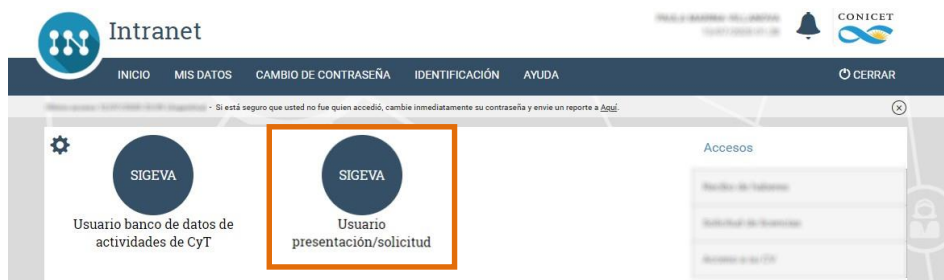 Intranet
CONICET
INICIO MIS DATOS CAMBIO DE CONTRASEÑA IDENTIFICACIÓN AYUDA CERRAR
- Si está seguro que usted no fue quien accedió, cambie inmediatamente su contraseña y envie un reporte a Aquí.
Accesos
SIGEVA SIGEVA
Usuario banco de datos de Usuario
actividades de CyT presentación/solicitud